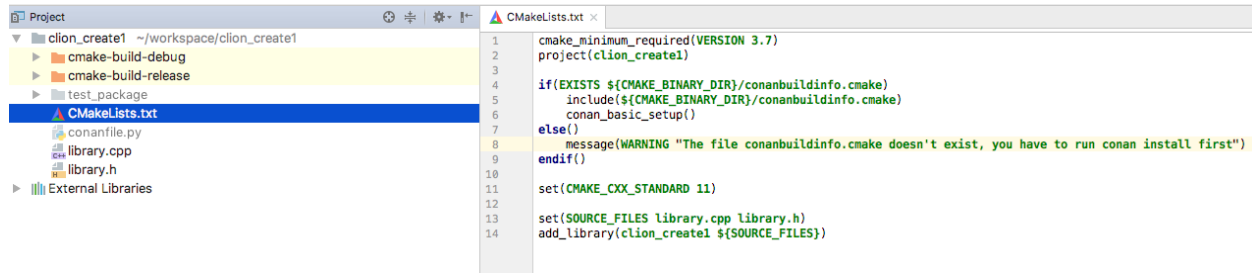 Project
clion_create1 ~/workspace/clion_create1
cmake-build-debug
cmake-build-release
test_package
CMakeLists.txt
conanfile.py
library.cpp
library.h
External Libraries
CMakeLists.txt
1 cmake_minimum_required(VERSION 3.7)
2 project(clion_create1)
3
4 if(EXISTS ${CMAKE_BINARY_DIR}/conanbuildinfo.cmake)
5 include(${CMAKE_BINARY_DIR}/conanbuildinfo.cmake)
6 conan_basic_setup()
7 else()
8 message(WARNING "The file conanbuildinfo.cmake doesn't exist, you have to run conan install first")
9 endif()
10
11 set(CMAKE_CXX_STANDARD 11)
12
13 set(SOURCE_FILES library.cpp library.h)
14 add_library(clion_create1 ${SOURCE_FILES})